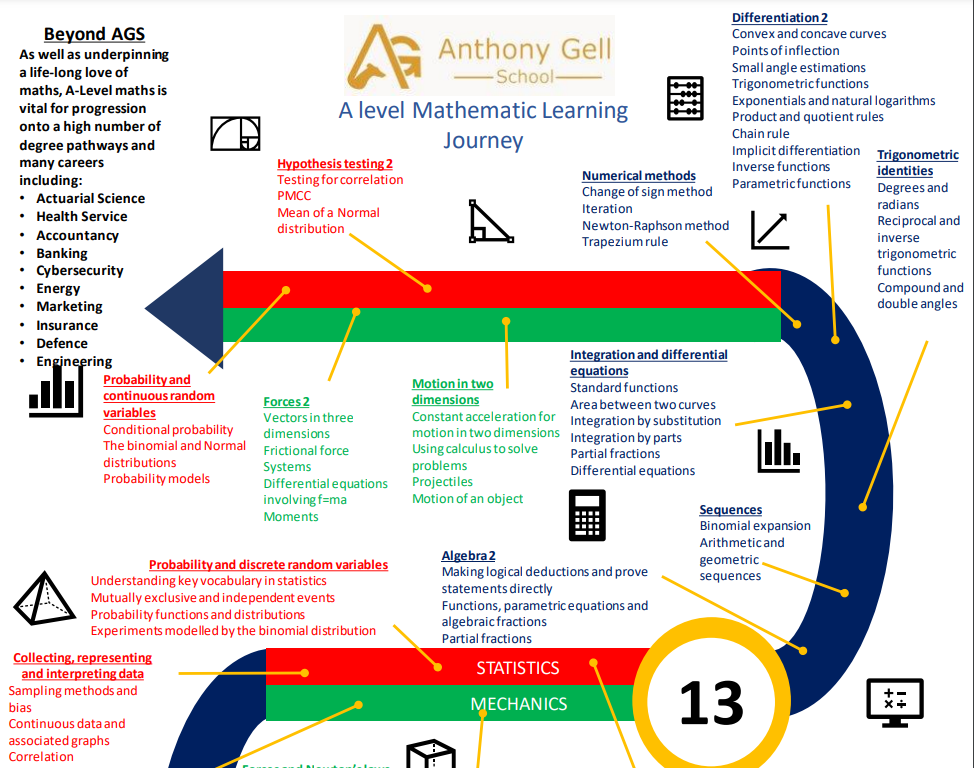 Beyond AGS
As well as underpinning
a life-long love of
maths, A-Level maths is
vital for progression
onto a high number of
degree pathways and
many careers
including:
• Actuarial Science
• Health Service
• Accountancy
• Banking
• Cybersecurity
• Energy
• Marketing
• Insurance
• Defence
• Engineering
AG Anthony Gell
School
A level Mathematic Learning
Journey
Differentiation 2
Convex and concave curves
Points of inflection
Small angle estimations
Trigonometric functions
Exponentials and natural logarithms
Product and quotient rules
Chain rule
Implicit differentiation
Inverse functions
Parametric functions
Trigonometric
identities
Degrees and
radians
Reciprocal and
inverse
trigonometric
functions
Compound and
double angles
Hypothesis testing 2
Testing for correlation
PMCC
Mean of a Normal
distribution
Numerical methods
Change of sign method
Iteration
Newton-Raphson method
Trapezium rule
Probability and
continuous random
variables
Conditional probability
The binomial and Normal
distributions
Probability models
Forces 2
Vectors in three
dimensions
Frictional force
Systems
Differential equations
involving f=ma
Moments
Motion in two
dimensions
Constant acceleration for
motion in two dimensions
Using calculus to solve
problems
Projectiles
Motion of an object
Integration and differential
equations
Standard functions
Area between two curves
Integration by substitution
Integration by parts
Partial fractions
Differential equations
Sequences
Binomial expansion
Arithmetic and
geometric
sequences
Algebra 2
Making logical deductions and prove
statements directly
Functions, parametric equations and
algebraic fractions
Partial fractions
Probability and discrete random variables
Understanding key vocabulary in statistics
Mutually exclusive and independent events
Probability functions and distributions
Experiments modelled by the binomial distribution
Collecting, representing
and interpreting data
Sampling methods and
bias
Continuous data and
associated graphs
Correlation
STATISTICS
MECHANICS
13